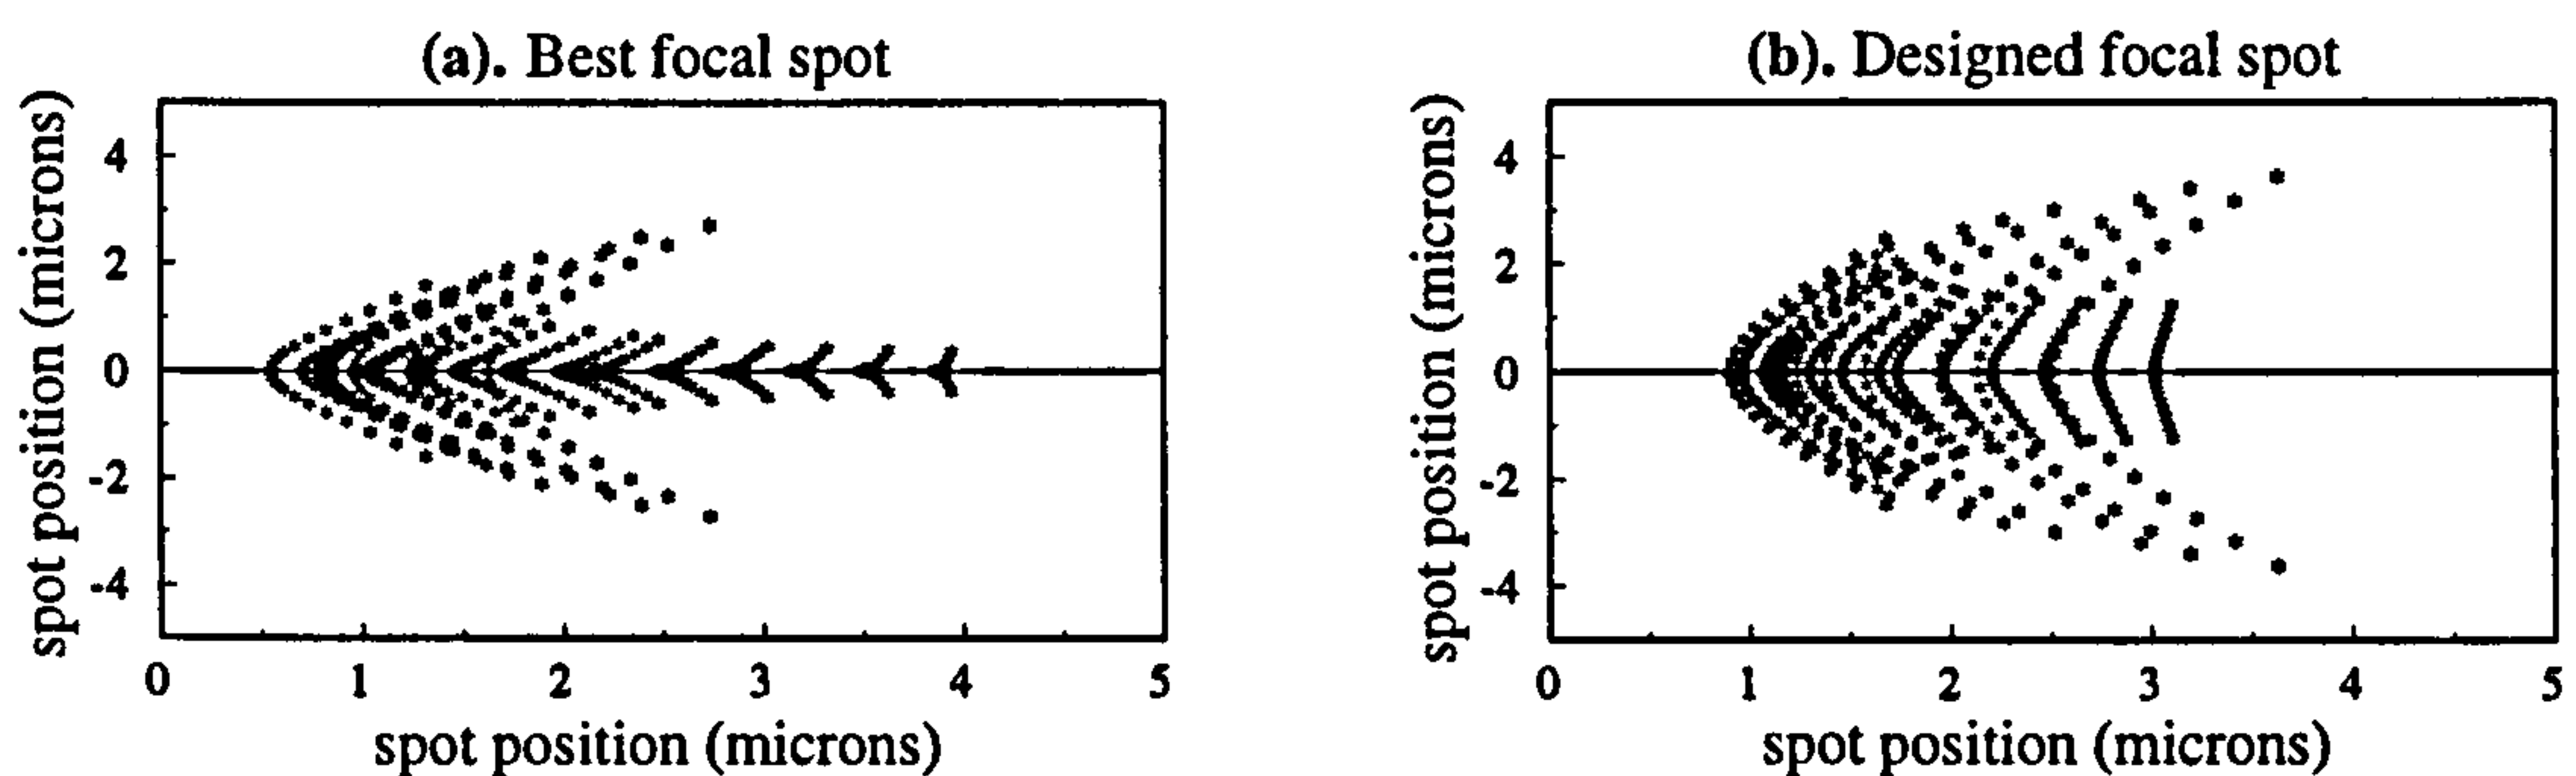 (a). Best focal spot
spot position (microns)
4
2
0
-2
-4
0 1 2 3 4 5
spot position (microns)
(b). Designed focal spot
spot position (microns)
4
2
0
-2
-4
0 1 2 3 4 5
spot position (microns)